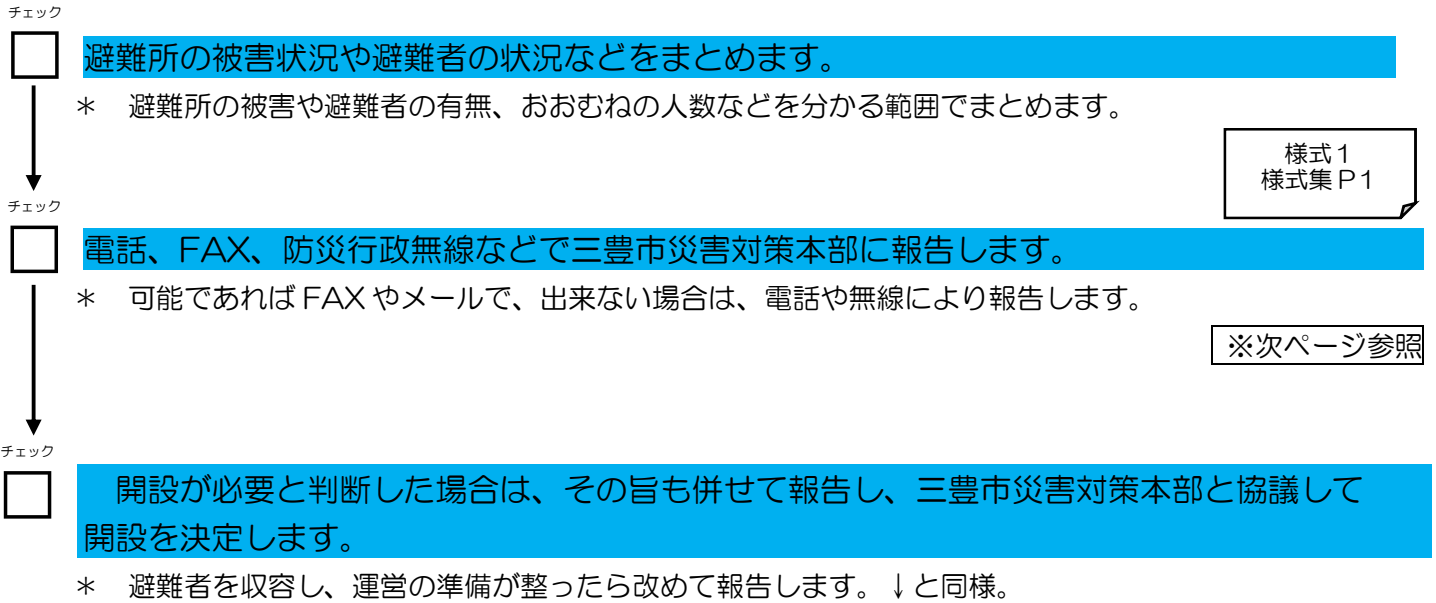 チェック
避難所の被害状況や避難者の状況などをまとめます。
＊　避難所の被害や避難者の有無、おおむねの人数などを分かる範囲でまとめます。
様式１
様式集Ｐ１
チェック
電話、FAX、防災行政無線などで三豊市災害対策本部に報告します。
＊　可能であれば FAX やメールで、出来ない場合は、電話や無線により報告します。
※次ページ参照
チェック
開設が必要と判断した場合は、その旨も併せて報告し、三豊市災害対策本部と協議して
開設を決定します。
＊　避難者を収容し、運営の準備が整ったら改めて報告します。↓と同様。